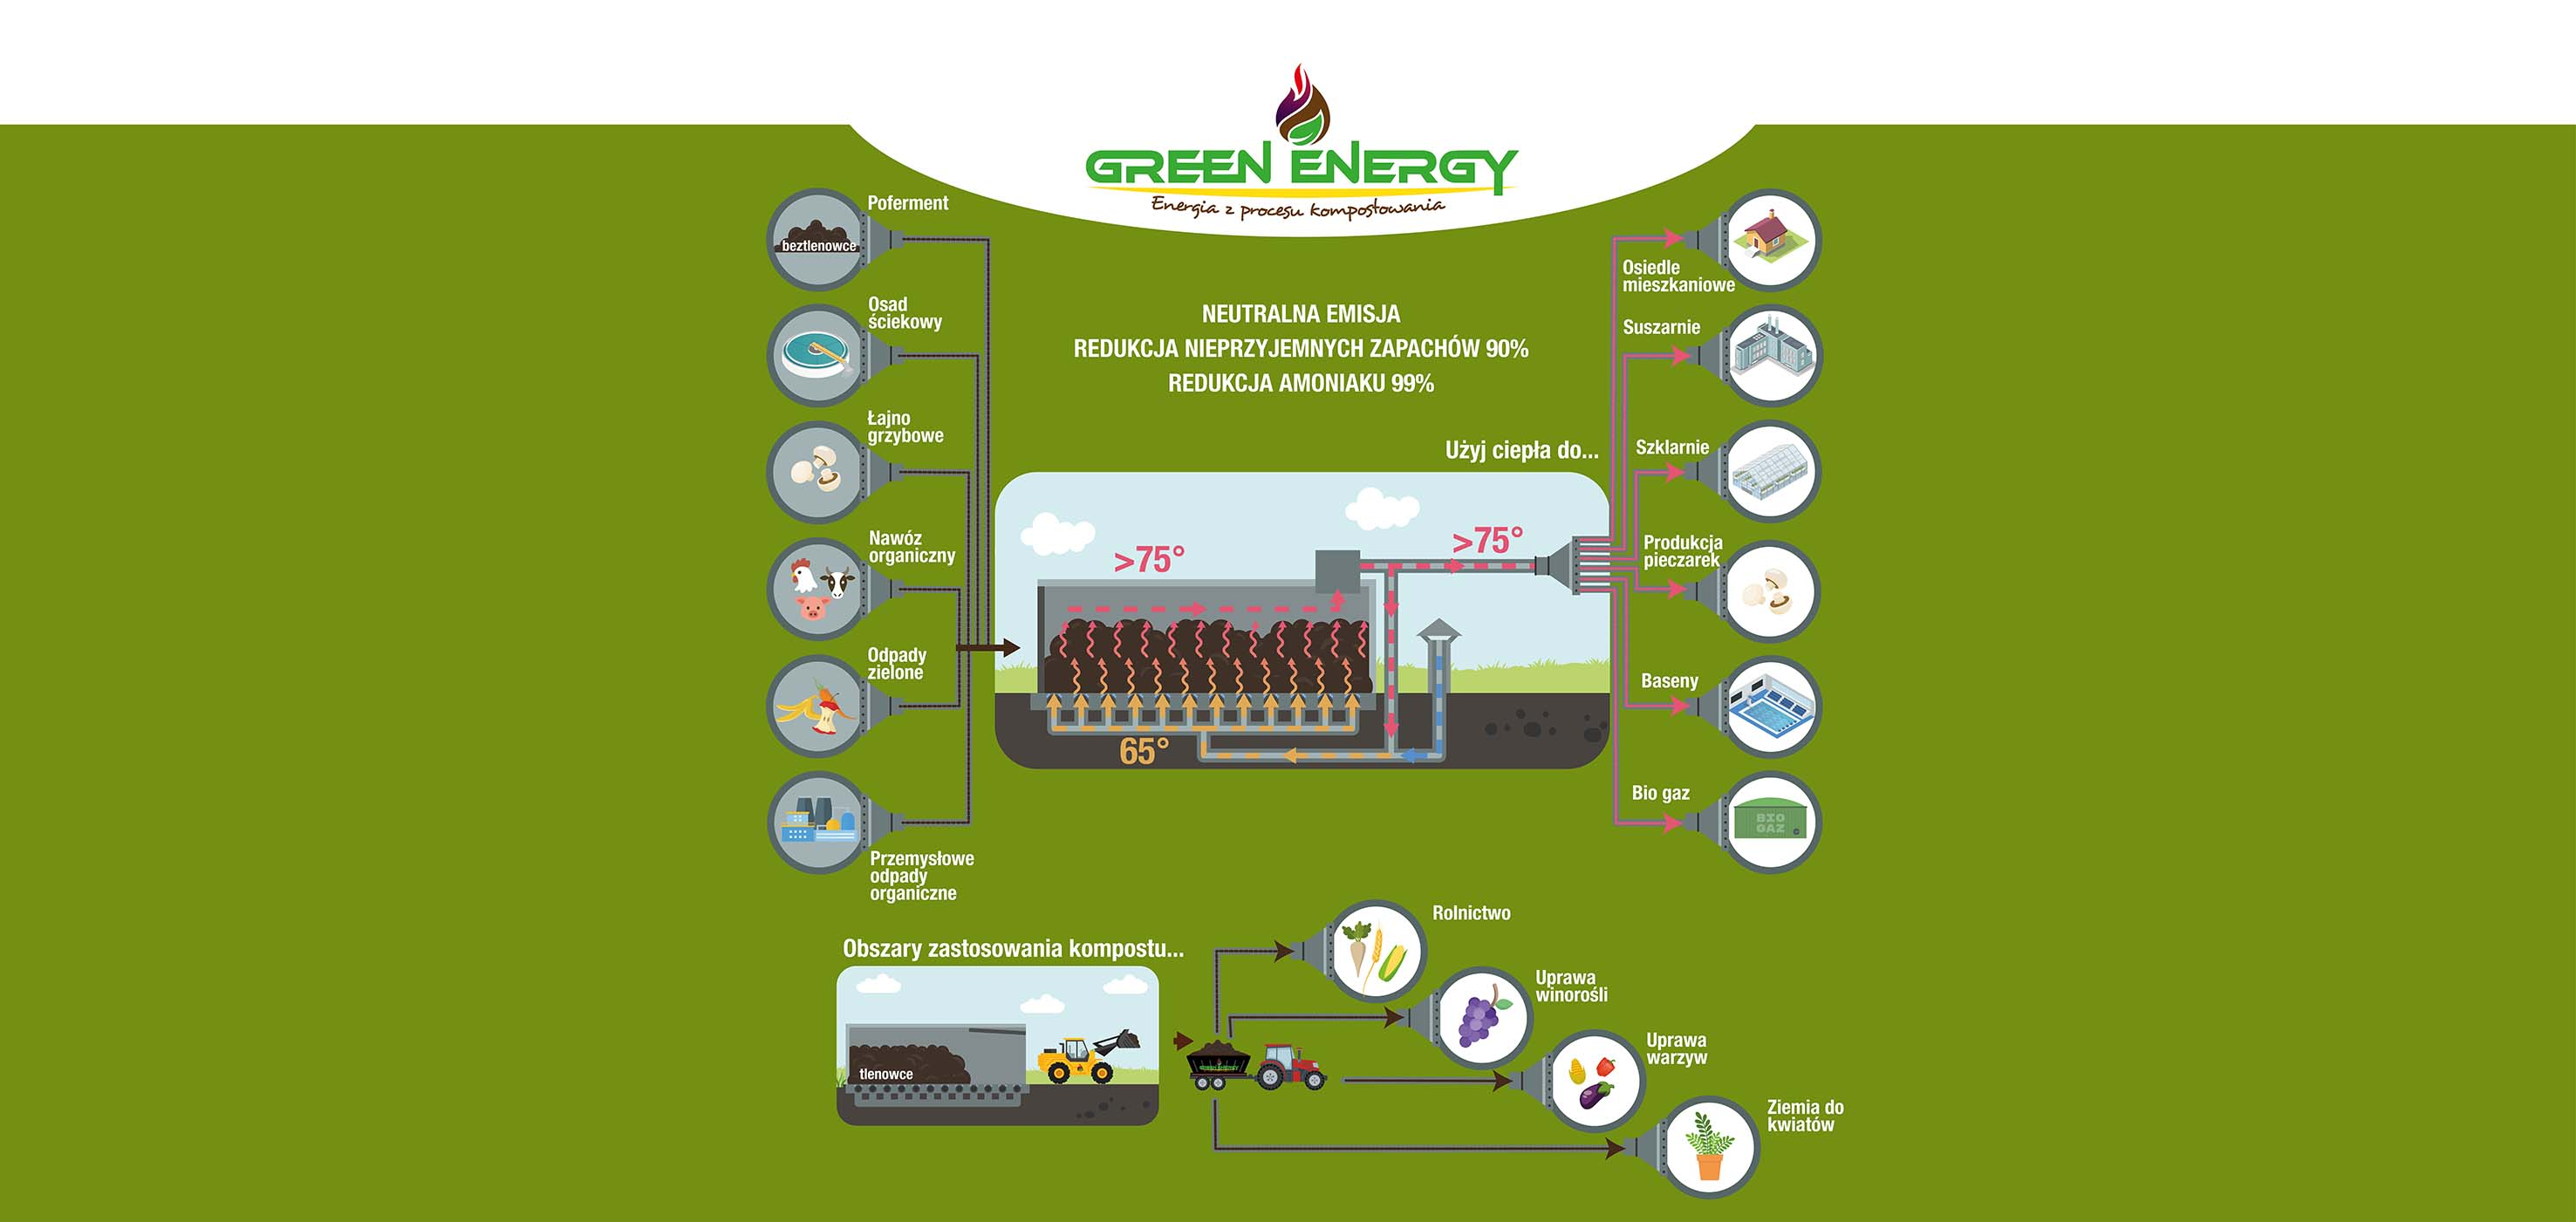 GREEN ENERGY
Energia z procesu kompostowania
NEUTRALNA EMISJA
REDUKCJA NIEPRZYJEMNYCH ZAPACHÓW 90%
REDUKCJA AMONIAKU 99%
Poferment
beztlenowce
Osad
ściekowy
Łajno
grzybowe
Nawóz
organiczny
Odpady
zielone
Przemysłowe
odpady
organiczne
Użyj ciepła do...
>75°
>75°
65°
Osiedle
mieszkaniowe
Suszarnie
Szklarnie
Produkcja
pieczarek
Baseny
Bio gaz
BIO
GAZ
Obszary zastosowania kompostu...
tlenowce
Rolnictwo
Uprawa
winorośli
Uprawa
warzyw
Ziemia do
kwiatów